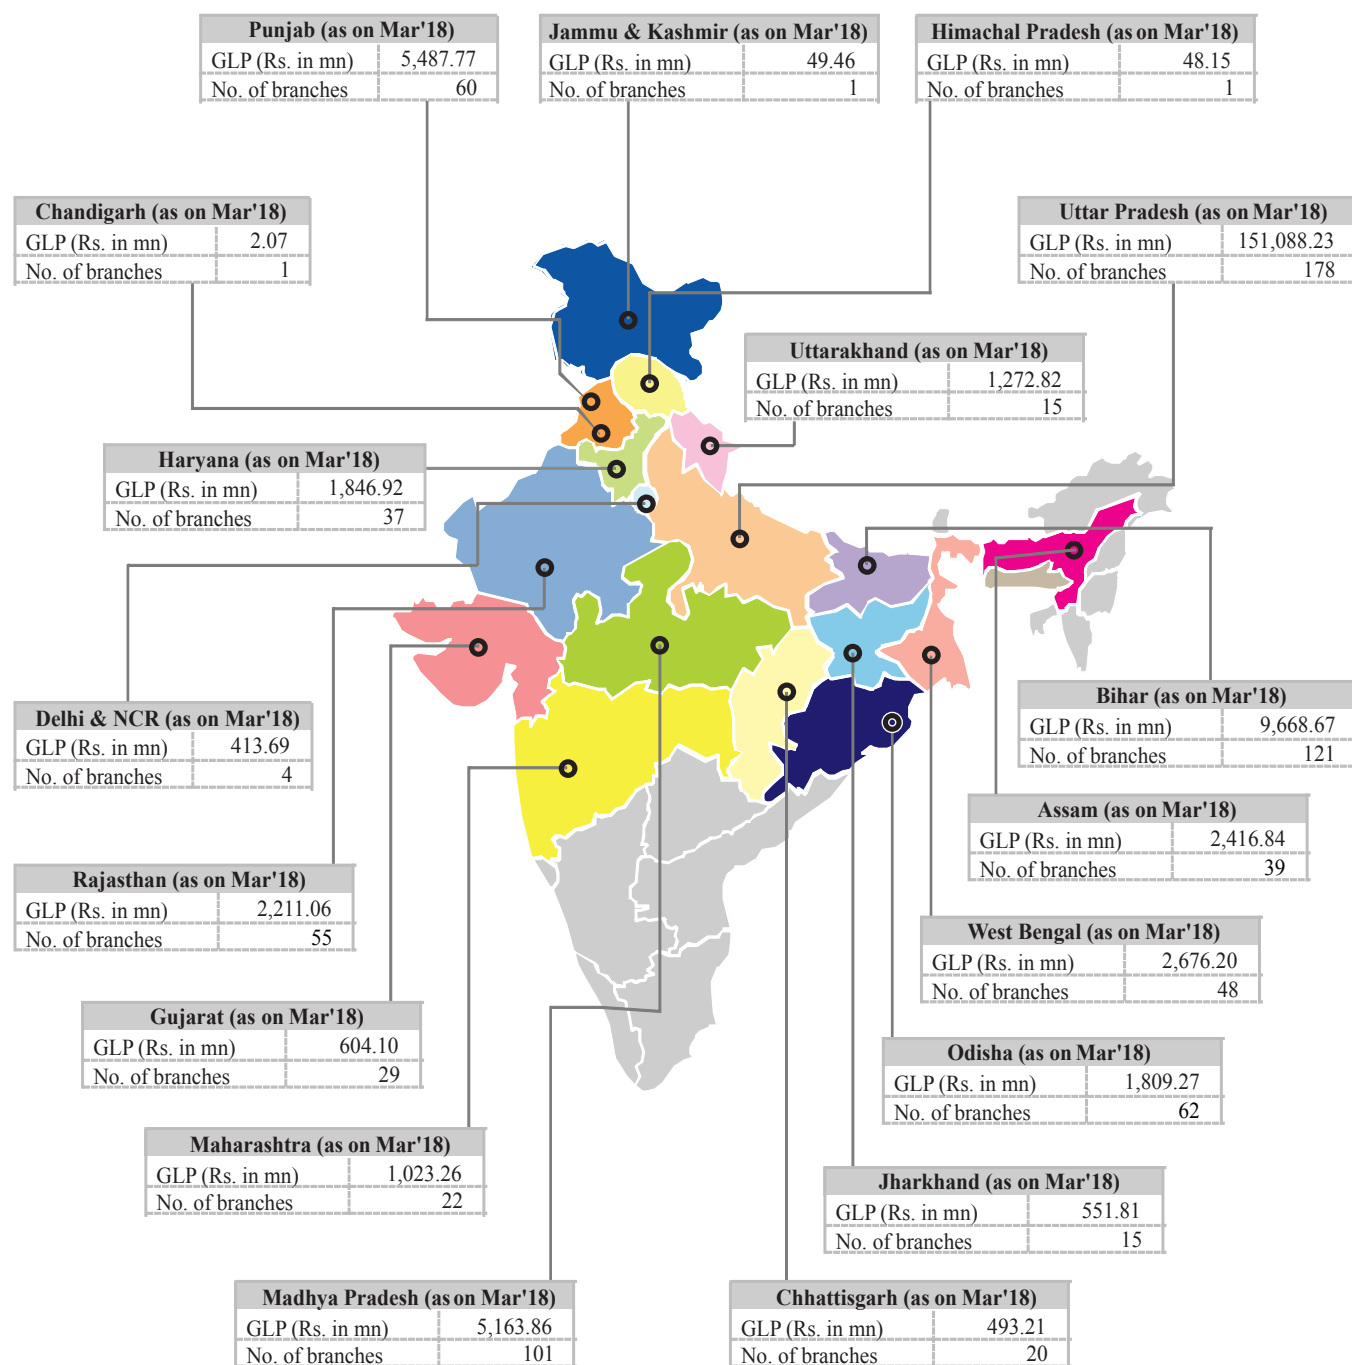 Punjab (as on Mar'18)
GLP (Rs. in mn) 5,487.77
No. of branches 60
Jammu & Kashmir (as on Mar'18)
GLP (Rs. in mn) 49.46
No. of branches 1
Himachal Pradesh (as on Mar'18)
GLP (Rs. in mn) 48.15
No. of branches 1
Chandigarh (as on Mar'18)
GLP (Rs. in mn) 2.07
No. of branches 1
Uttar Pradesh (as on Mar'18)
GLP (Rs. in mn) 151,088.23
No. of branches 178
Uttarakhand (as on Mar'18)
GLP (Rs. in mn) 1,272.82
No. of branches 15
Haryana (as on Mar'18)
GLP (Rs. in mn) 1,846.92
No. of branches 37
Delhi & NCR (as on Mar'18)
GLP (Rs. in mn) 413.69
No. of branches 4
Bihar (as on Mar'18)
GLP (Rs. in mn) 9,668.67
No. of branches 121
Assam (as on Mar'18)
GLP (Rs. in mn) 2,416.84
No. of branches 39
Rajasthan (as on Mar'18)
GLP (Rs. in mn) 2,211.06
No. of branches 55
West Bengal (as on Mar'18)
GLP (Rs. in mn) 2,676.20
No. of branches 48
Gujarat (as on Mar'18)
GLP (Rs. in mn) 604.10
No. of branches 29
Odisha (as on Mar'18)
GLP (Rs. in mn) 1,809.27
No. of branches 62
Maharashtra (as on Mar'18)
GLP (Rs. in mn) 1,023.26
No. of branches 22
Jharkhand (as on Mar'18)
GLP (Rs. in mn) 551.81
No. of branches 15
Madhya Pradesh (as on Mar'18)
GLP (Rs. in mn) 5,163.86
No. of branches 101
Chhattisgarh (as on Mar'18)
GLP (Rs. in mn) 493.21
No. of branches 20